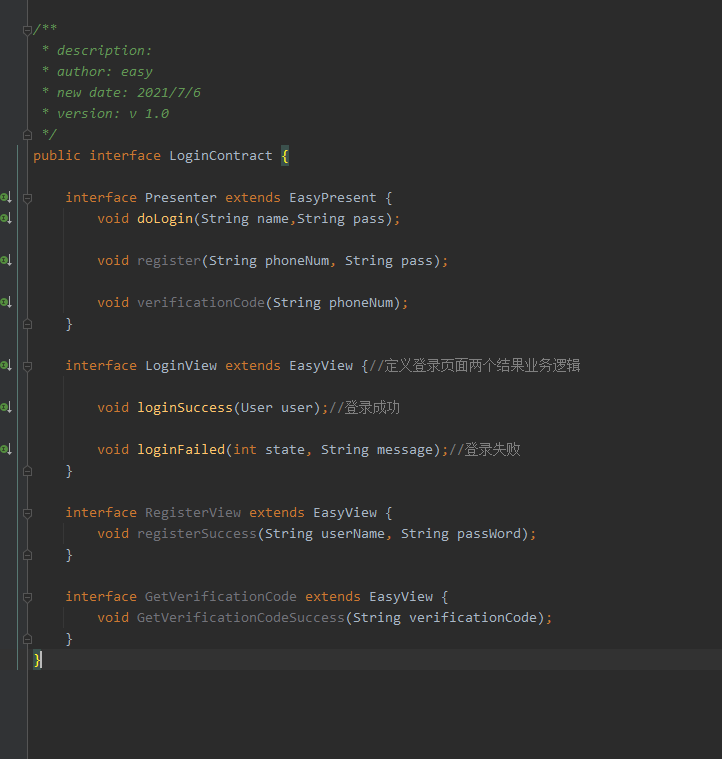 /**
 * description:
 * author: easy
 * new date: 2021/7/6
 * version: v 1.0
 */
public interface LoginContract {
    interface Presenter extends EasyPresent {
        void doLogin(String name,String pass);
        void register(String phoneNum, String pass);
        void verificationCode(String phoneNum);
    }
    interface LoginView extends EasyView {//定义登录页面两个结果业务逻辑
        void loginSuccess(User user);//登录成功
        void loginFailed(int state, String message);//登录失败
    }
    interface RegisterView extends EasyView {
        void registerSuccess(String userName, String passWord);
    }
    interface GetVerificationCode extends EasyView {
        void GetVerificationCodeSuccess(String verificationCode);
    }
}